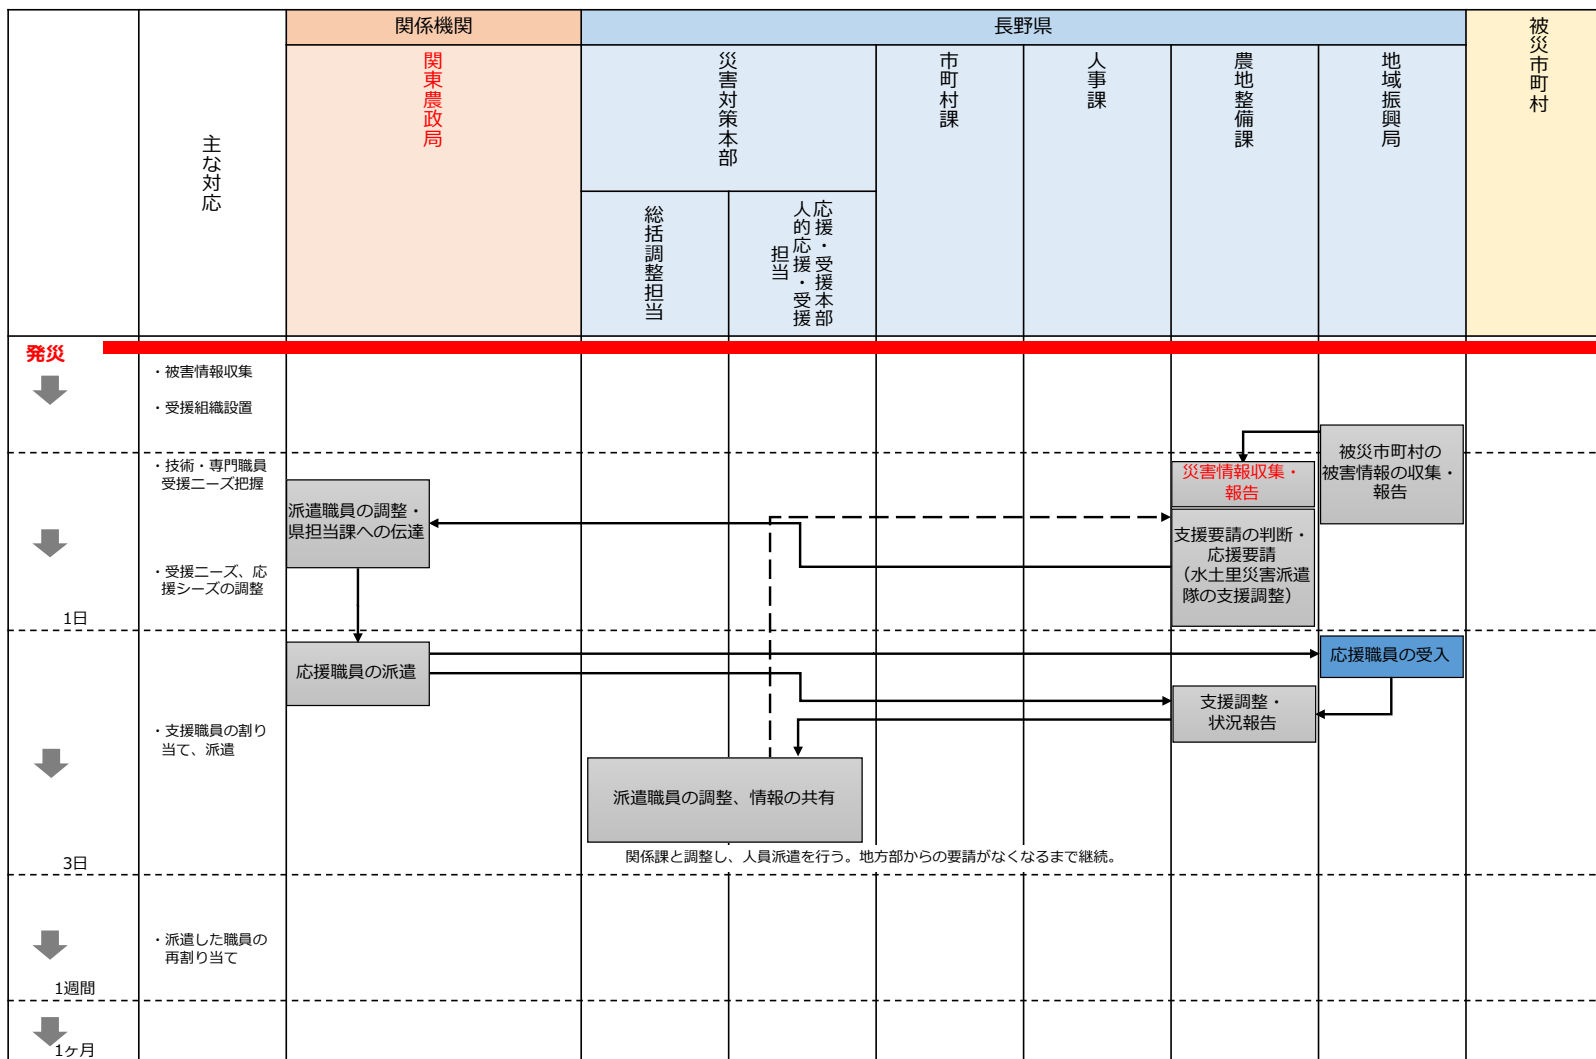 関係機関
長野県
被災市町村
主な対応
関東農政局
災害対策本部
市町村課
人事課
農地整備課
地域振興局
総括調整担当
応援・受援本部
人的応援・受援
担当
発災
・被害情報収集
・受援組織設置
・技術・専門職員
受援ニーズ把握
・受援ニーズ、応
援シーズの調整
1日
派遣職員の調整・
県担当課への伝達
災害情報収集・
報告
被災市町村の
被害情報の収集・
報告
支援要請の判断・
応援要請
（水土里災害派遣
隊の支援調整）
応援職員の派遣
応援職員の受入
支援調整・
状況報告
・支援職員の割り
当て、派遣
派遣職員の調整、情報の共有
関係課と調整し、人員派遣を行う。地方部からの要請がなくなるまで継続。
3日
・派遣した職員の
再割り当て
1週間
1ヶ月